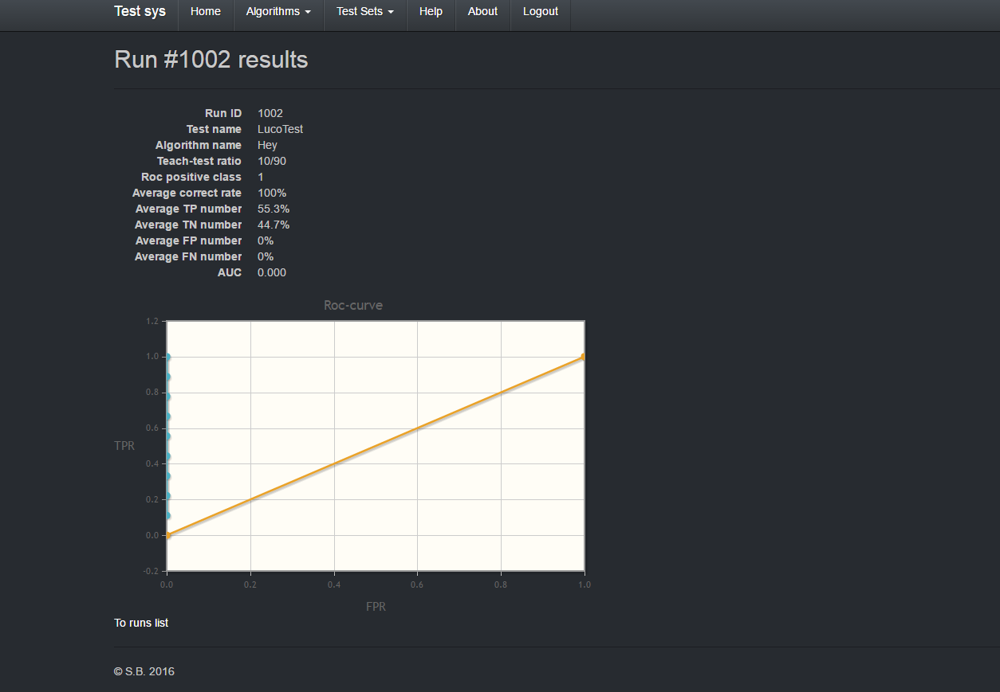 Test sys Home Algorithms Test Sets Help About Logout
Run #1002 results
Run ID 1002
Test name LucoTest
Algorithm name Hey
Teach-test ratio 10/90
Roc positive class 1
Average correct rate 100%
Average TP number 55.3%
Average TN number 44.7%
Average FP number 0%
Average FN number 0%
AUC 0.000
Roc-curve
1.2
1.0
0.8
0.6
TPR
0.4
0.2
0.0
-0.2
0.0 0.2 0.4 0.6 0.8 1.0
FPR
To runs list
© S.B. 2016